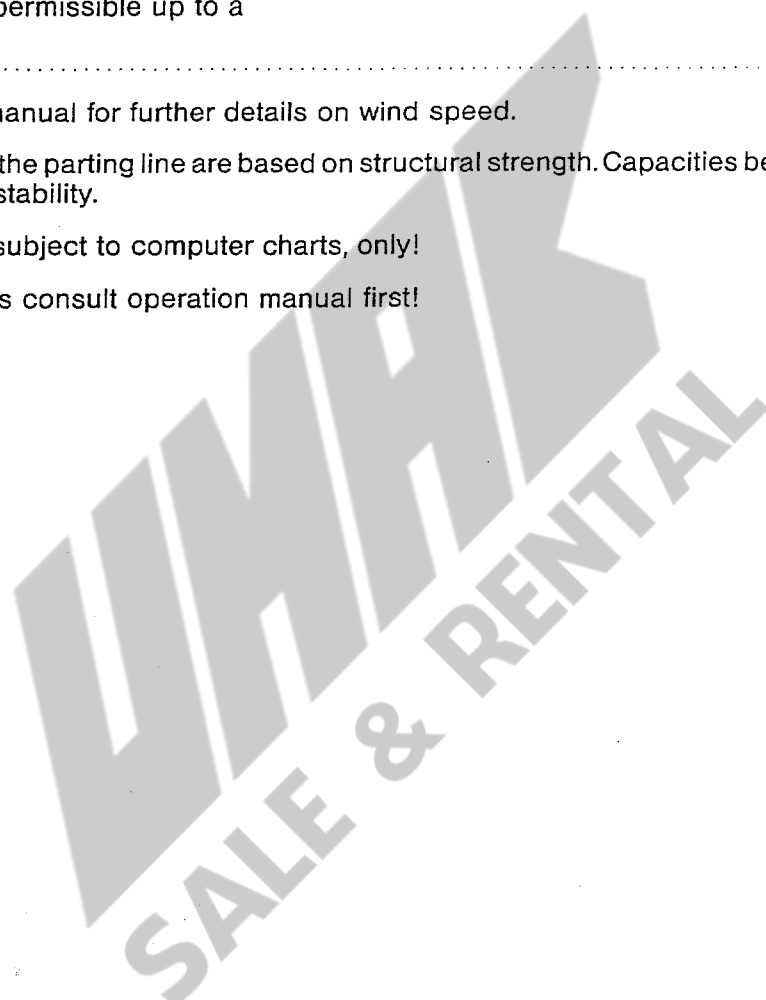 permissible up to a
manual for further details on wind speed.
the parting line are based on structural strength. Capacities be
stability.
subject to computer charts, only!
s consult operation manual first!
UMAK
SALE & RENTAL